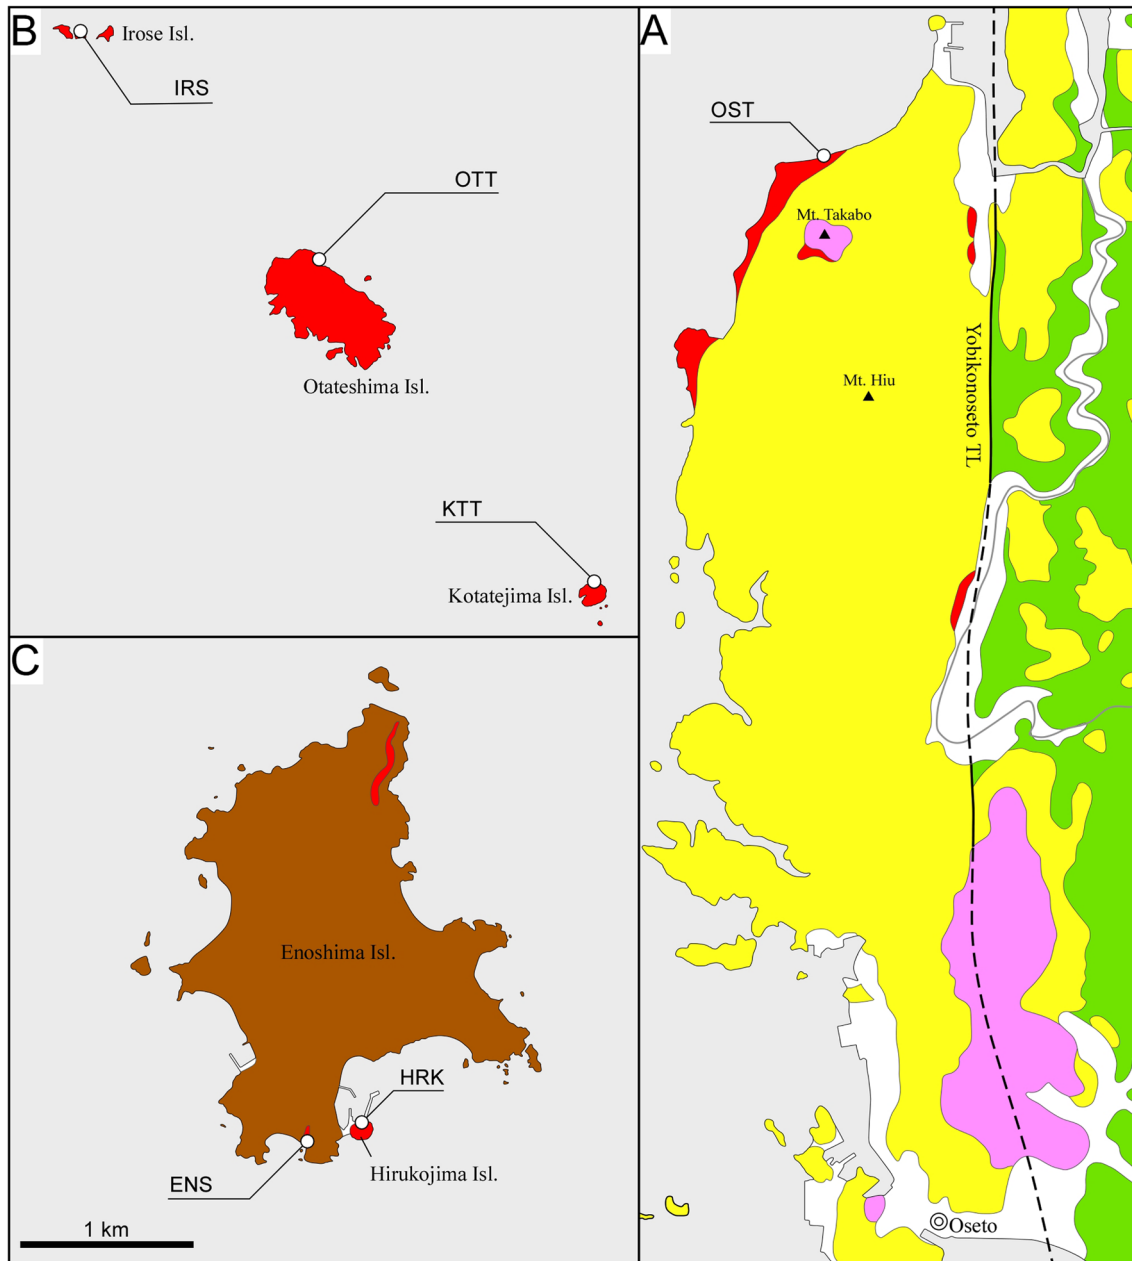 B
Irose Isl.
IRS
OTT
Otateshima Isl.
KTT
Kotatejima Isl.
A
OST
Mt. Takabo
Yobikonoseto TL
Mt. Hiu
Oseto
C
Enoshima Isl.
HRK
Hirukojima Isl.
ENS
1 km